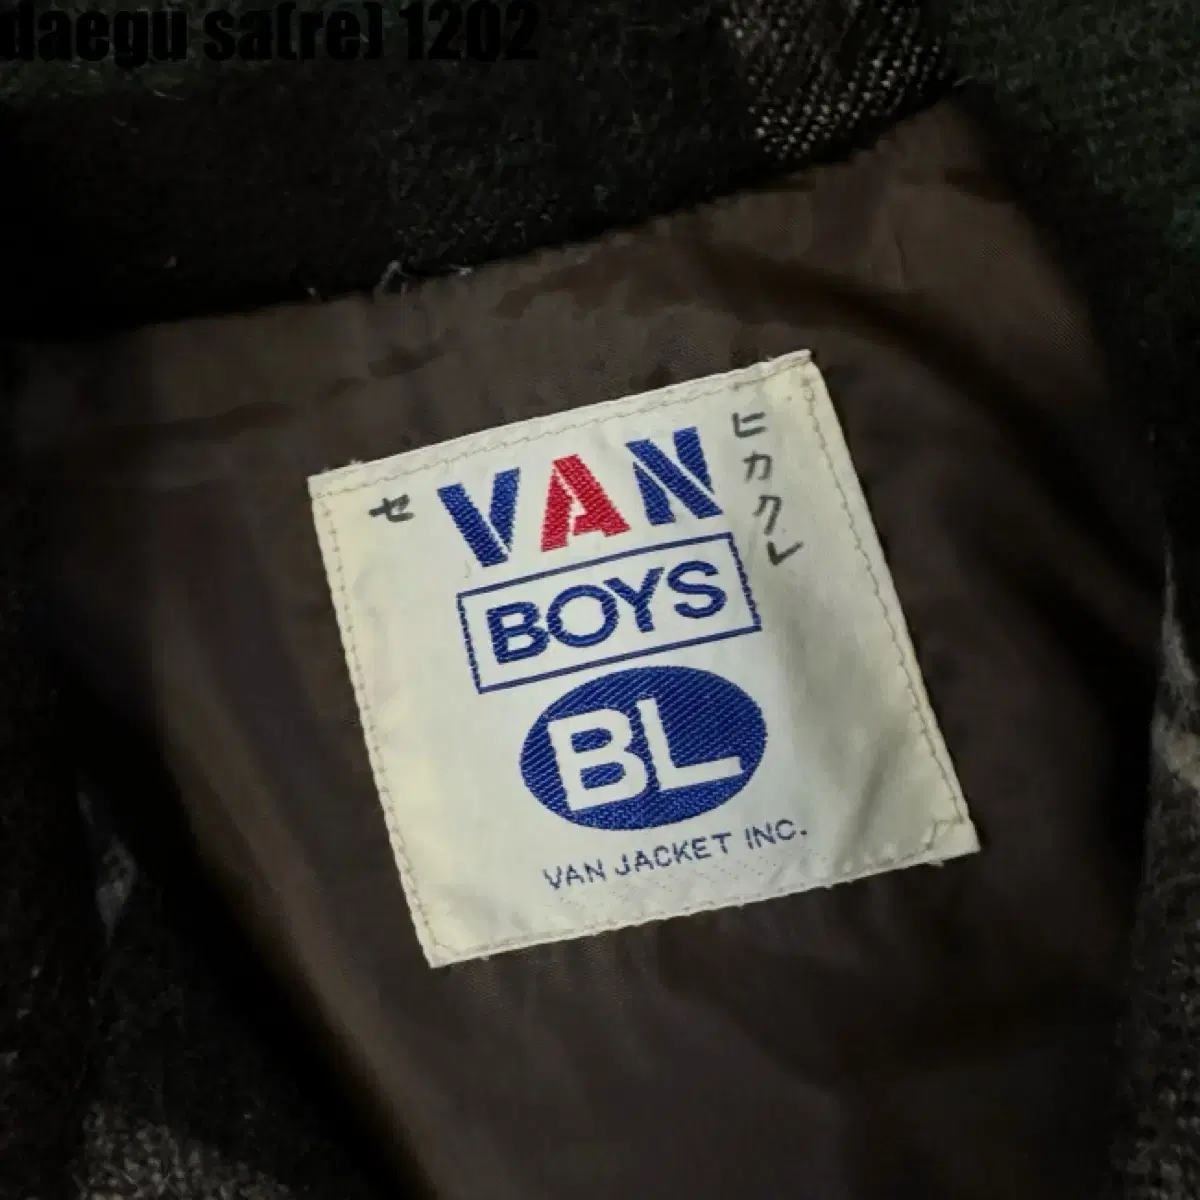 daegu sa(re) 1202
セ
VAN
ヒカクレ
BOYS
BL
VAN JACKET INC.